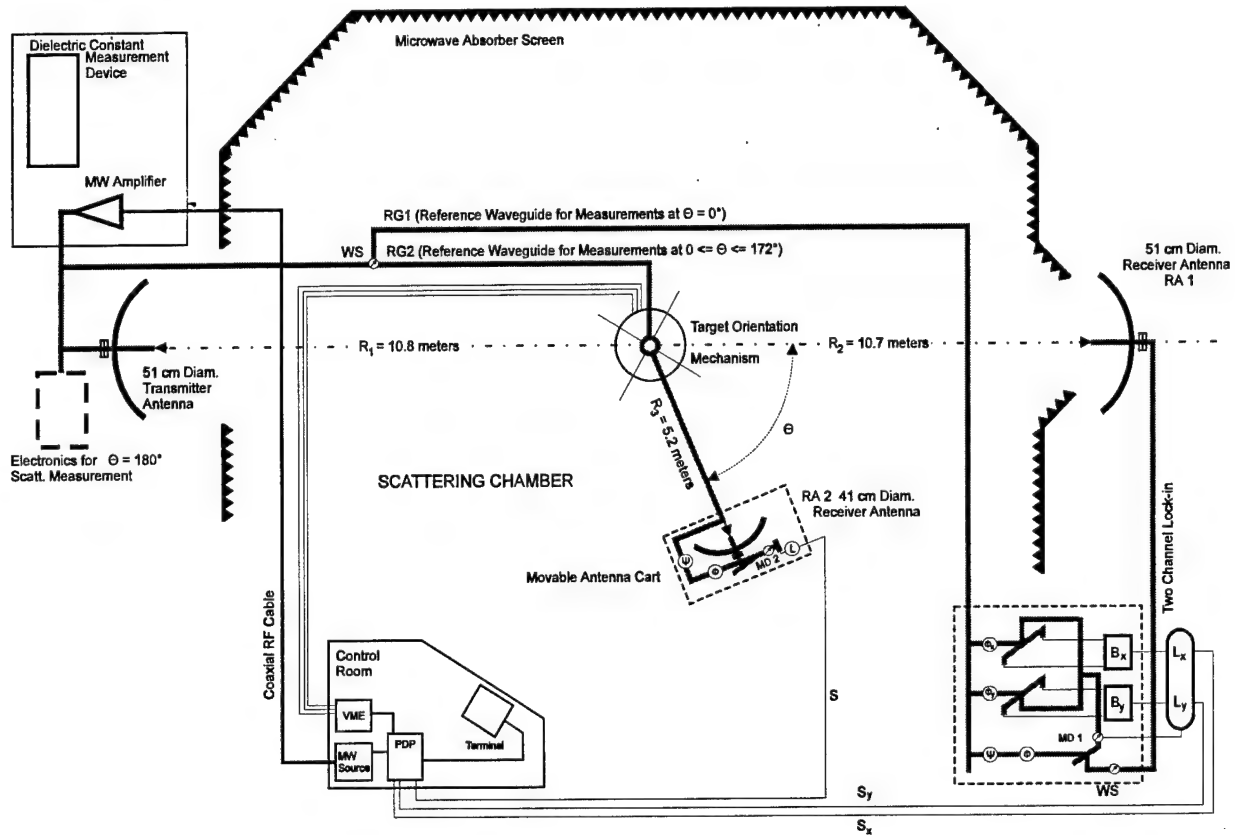 Dielectric Constant
Measurement
Device
Microwave Absorber Screen
MW Amplifier
RG1 (Reference Waveguide for Measurements at Θ = 0°)
WS
RG2 (Reference Waveguide for Measurements at 0 <= Θ <= 172°)
51 cm Diam.
Receiver Antenna
RA 1
Target Orientation
Mechanism
R1 = 10.8 meters
R2 = 10.7 meters
51 cm Diam.
Transmitter
Antenna
R3 = 5.2 meters
Θ
Electronics for Θ = 180°
Scatt. Measurement
SCATTERING CHAMBER
RA 2 41 cm Diam.
Receiver Antenna
Ψ
Φ
MD 2
L
Movable Antenna Cart
Two Channel Lock-in
Coaxial RF Cable
Control
Room
VME
PDP
Terminal
MW
Source
S
Φx
Bx
Lx
Φy
By
Ly
MD 1
Ψ
Φ
WS
Sy
Sx